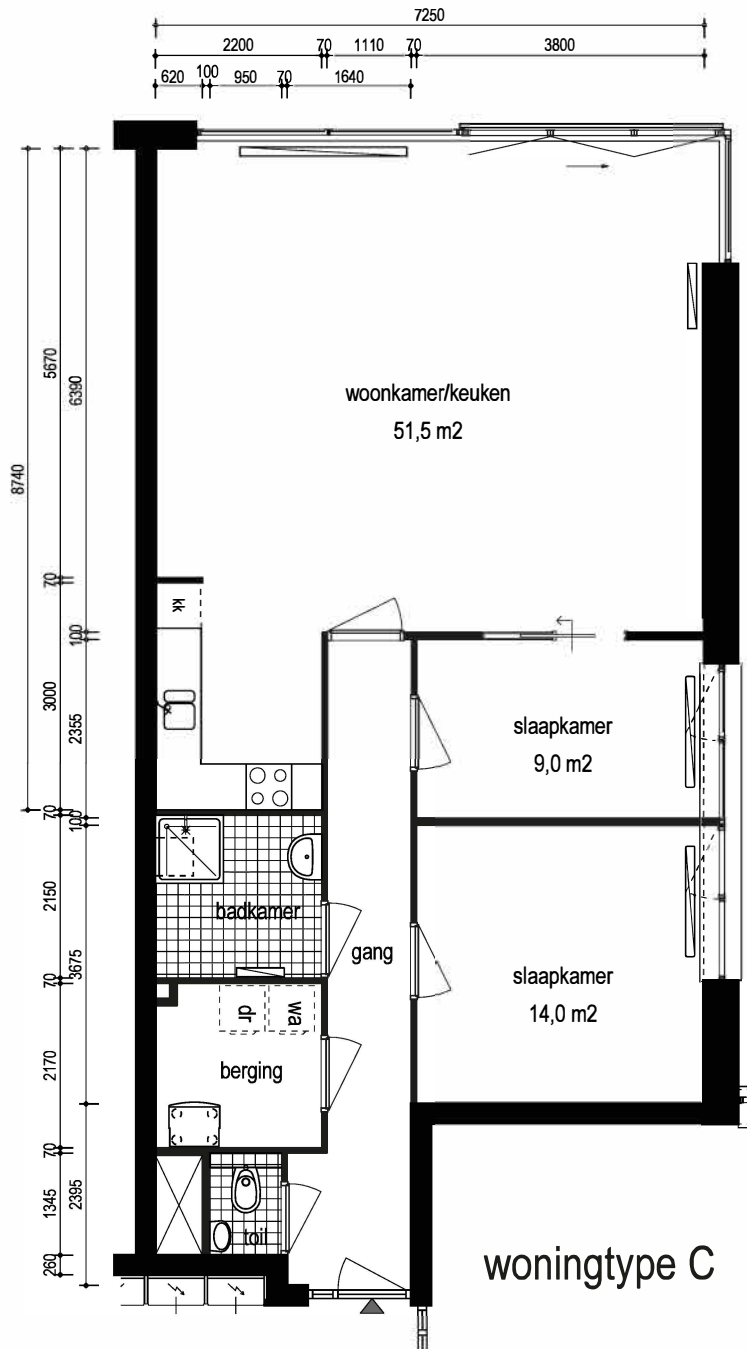 7250
2200 70 1110 70 3800
620 100 950 70 1640
8740
5670
70
3000
70
2150
70
2170
70
1345
260
6390
100
2355
100
3675
2395
woonkamer/keuken
51,5 m2
kk
slaapkamer
9,0 m2
badkamer
gang
slaapkamer
14,0 m2
dr
wa
berging
toil
woningtype C